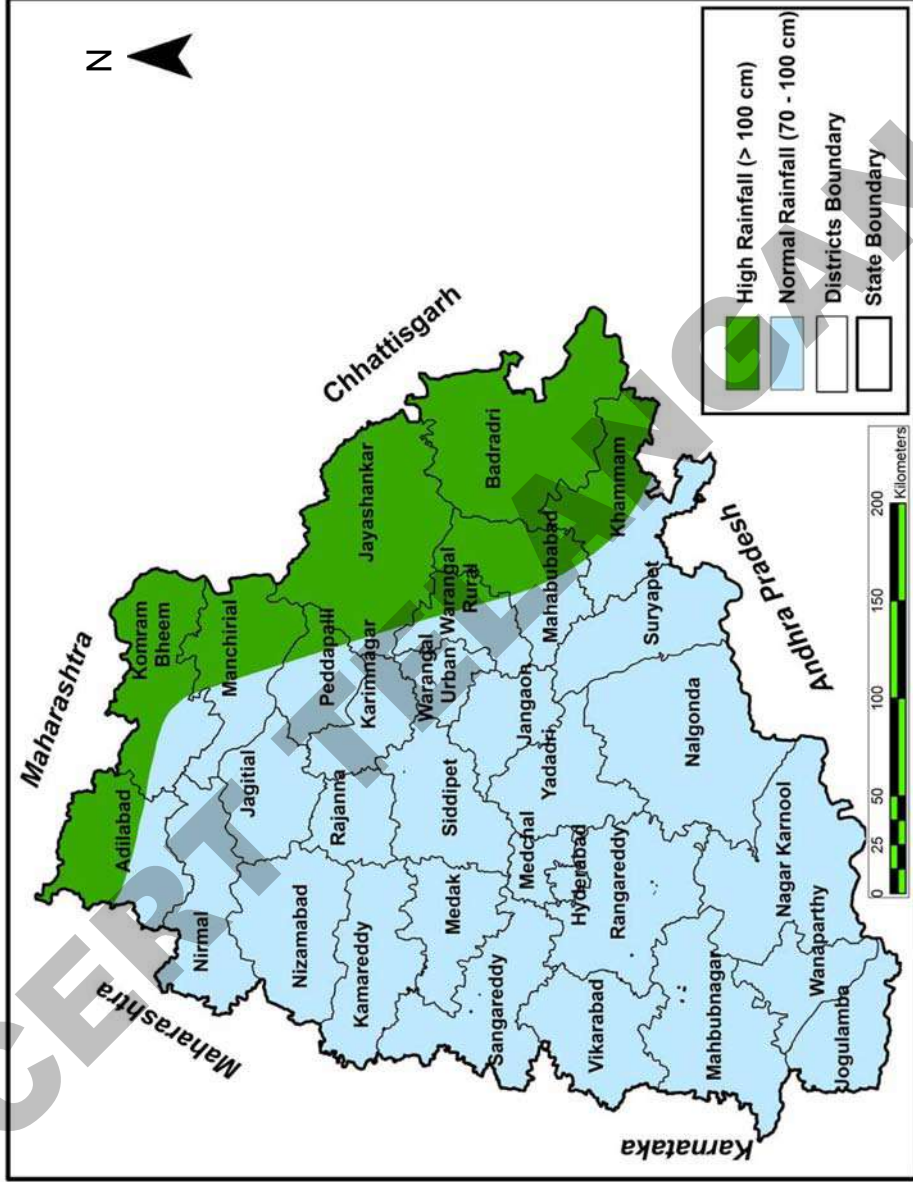 N
Maharashtra
Adilabad
Komram
Bheem
Manchirial
Nirmal
Jagitial
Peddapalli
Jayashankar
Chhattisgarh
Maharashtra
Nizamabad
Rajanna
Karimnagar
Kamareddy
Warangal
Urban
Warangal
Rural
Badradri
Medak
Siddipet
Jangaon
Mahabubabad
Khammam
Sangareddy
Medchal
Yadadri
Hyderabad
Vikarabad
Rangareddy
Suryapet
Nalgonda
Mahbubnagar
Nagar Karnool
Wanaparthy
Jogulamba
Karnataka
Andhra Pradesh
High Rainfall (> 100 cm)
Normal Rainfall (70 - 100 cm)
Districts Boundary
State Boundary
0 25 50 100 150 200
Kilometers
CERT TELANGAN